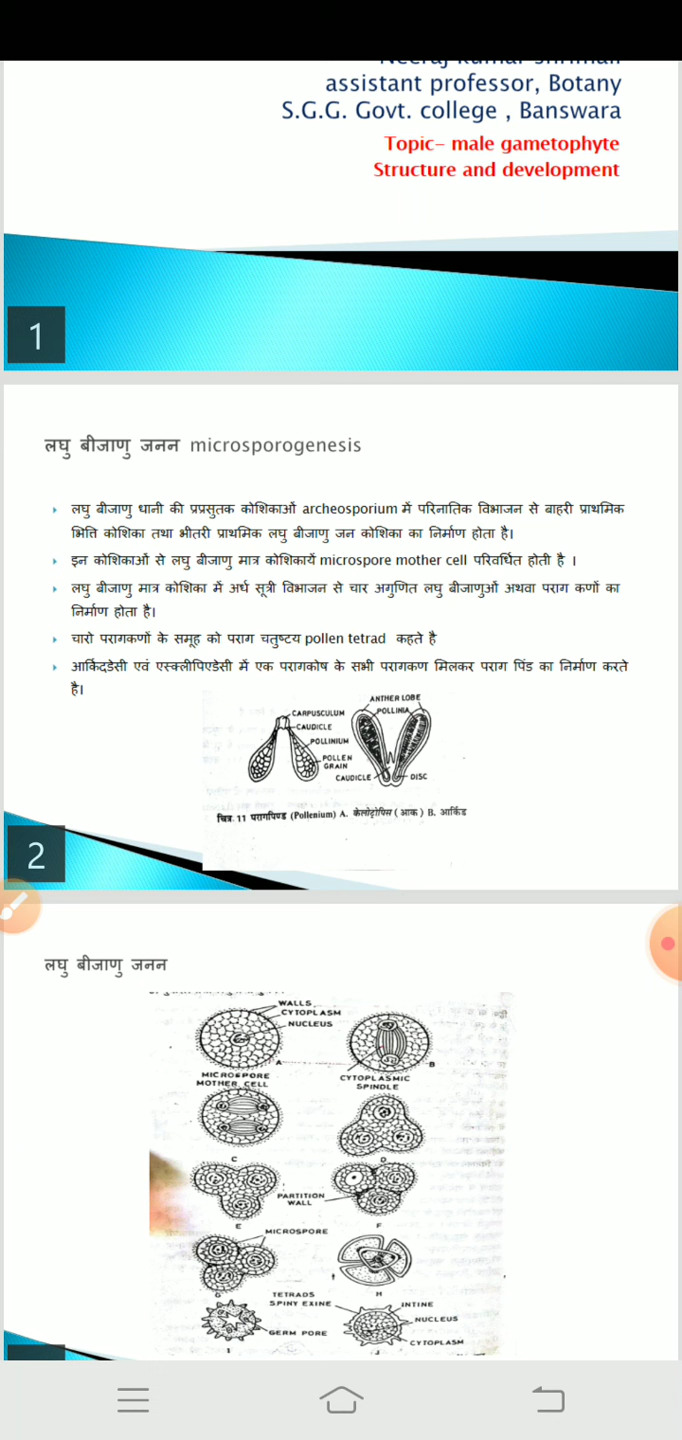 assistant professor, Botany
S.G.G. Govt. college , Banswara
Topic- male gametophyte
Structure and development
1
लघु बीजाणु जनन microsporogenesis
लघु बीजाणु धानी की प्रप्रसुतक कोशिकाओं archeosporium में परिनातिक विभाजन से बाहरी प्राथमिक
भित्ति कोशिका तथा भीतरी प्राथमिक लघु बीजाणु जन कोशिका का निर्माण होता है।
इन कोशिकाओं से लघु बीजाणु मात्र कोशिकायें microspore mother cell परिवर्धित होती है ।
लघु बीजाणु मात्र कोशिका में अर्ध सूत्री विभाजन से चार अगुणित लघु बीजाणुओं अथवा पराग कणों का
निर्माण होता है।
चारो परागकणों के समूह को पराग चतुष्टय pollen tetrad कहते है
आर्किदडेसी एवं एस्क्लीपिएडेसी में एक परागकोष के सभी परागकण मिलकर पराग पिंड का निर्माण करते
है।
ANTHER LOBE
CARPUSCULUM
POLLINIA
CAUDICLE
POLLINIUM
POLLEN
GRAIN
CAUDICLE
DISC
चित्र. 11 परागपिण्ड (Pollenium) A. केलोट्रोपिस ( आक ) B. आर्किड
2
लघु बीजाणु जनन
WALLS
CYTOPLASM
NUCLEUS
A
B
MICROSPORE
MOTHER CELL
CYTOPLASMIC
SPINDLE
C
D
PARTITION
WALL
E
F
MICROSPORE
G
H
TETRADS
SPINY EXINE
INTINE
NUCLEUS
GERM PORE
CYTOPLASM
I
J